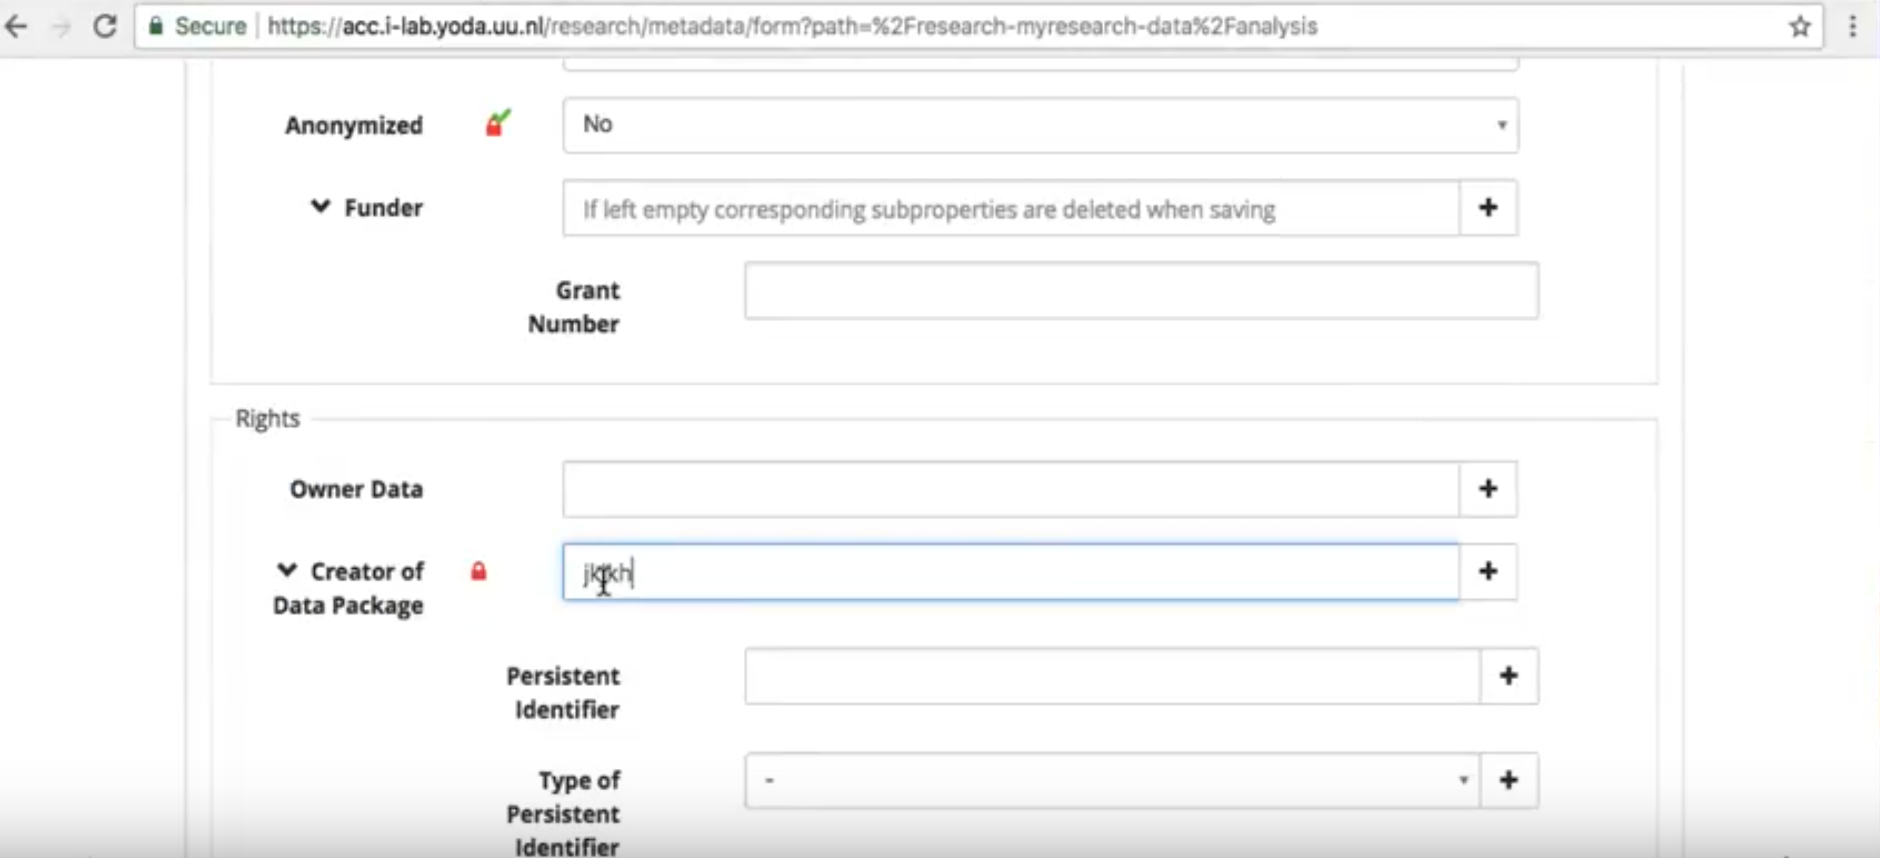 Secure https://acc.i-lab.yoda.uu.nl/research/metadata/form?path=%2Fresearch-myresearch-data%2Fanalysis
Anonymized No
Funder If left empty corresponding subproperties are deleted when saving
Grant
Number
Rights
Owner Data
Creator of
Data Package
Persistent
Identifier
Type of -
Persistent
Identifier